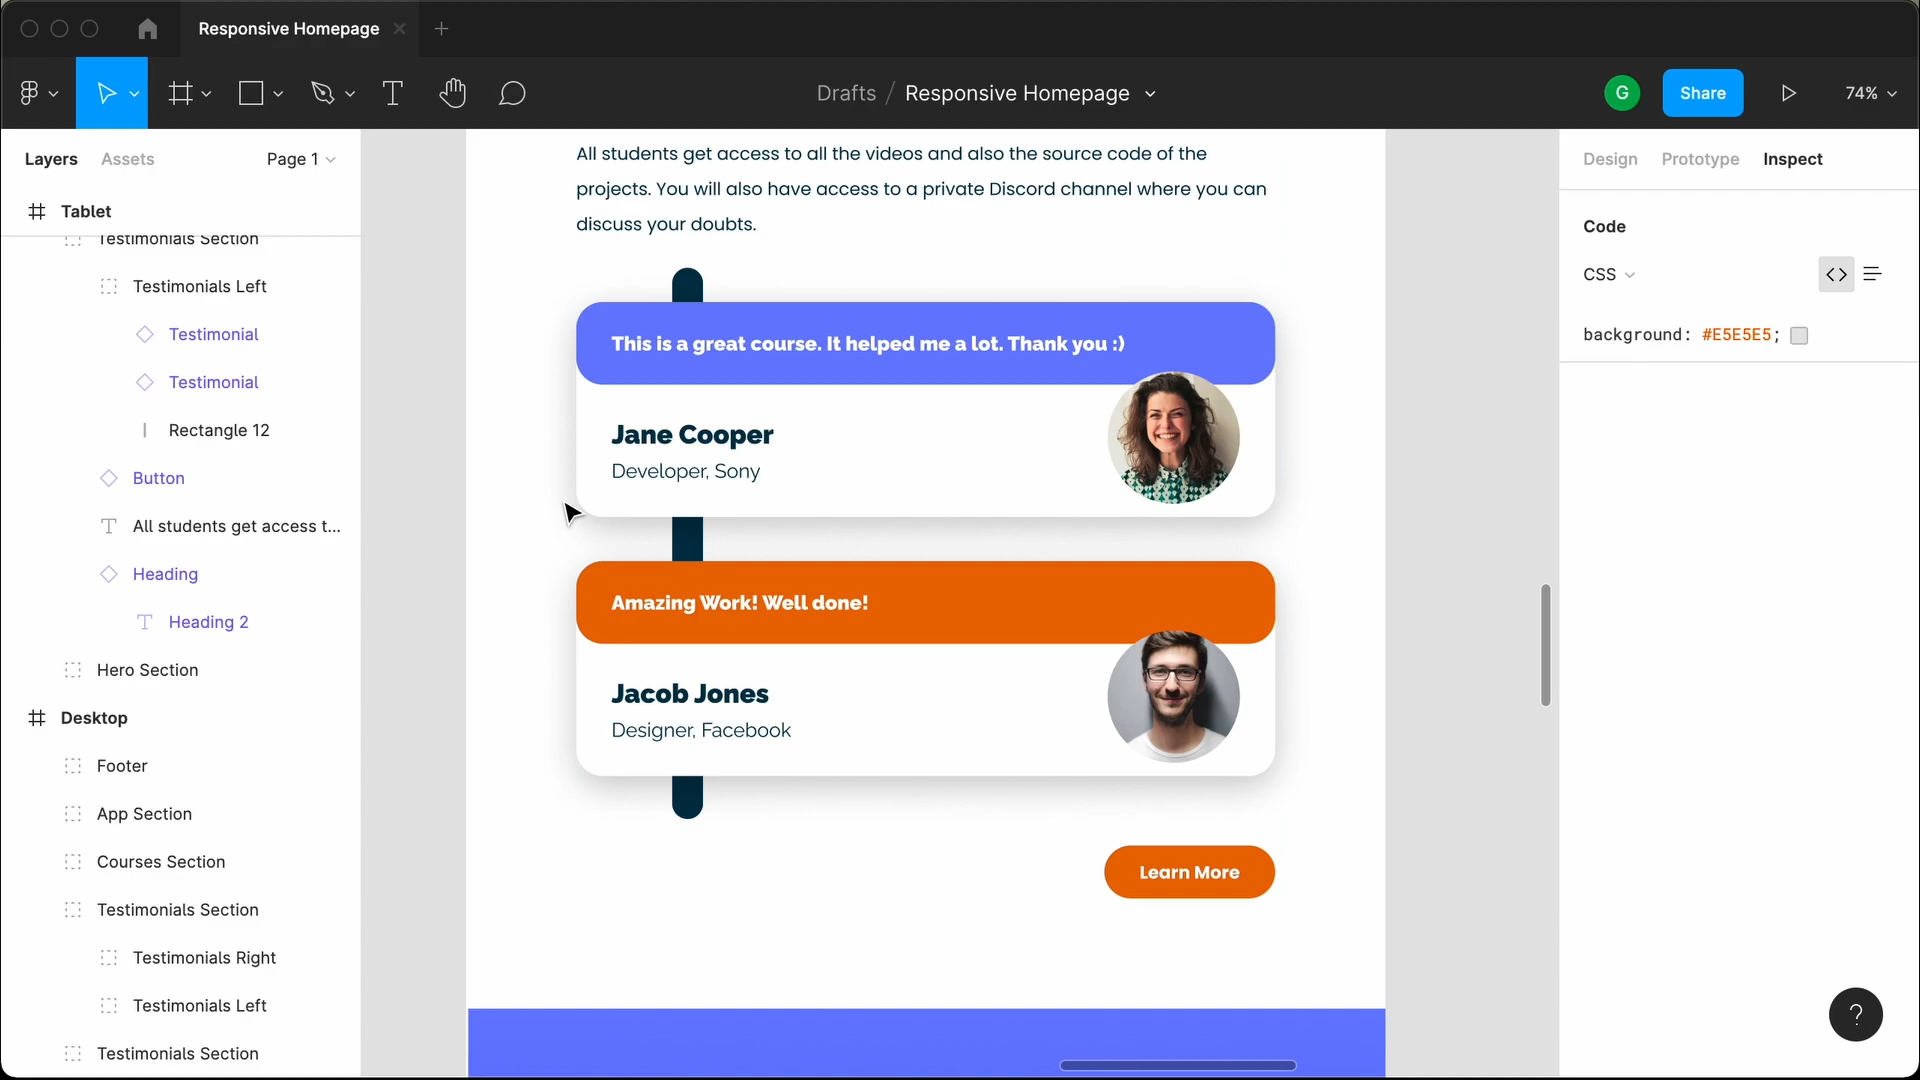 Responsive Homepage
Drafts / Responsive Homepage
G
Share
74%
Layers
Assets
Page 1
Tablet
Testimonials Section
Testimonials Left
Testimonial
Testimonial
Rectangle 12
Button
All students get access t...
Heading
Heading 2
Hero Section
Desktop
Footer
App Section
Courses Section
Testimonials Section
Testimonials Right
Testimonials Left
Testimonials Section
All students get access to all the videos and also the source code of the
projects. You will also have access to a private Discord channel where you can
discuss your doubts.
This is a great course. It helped me a lot. Thank you :)
Jane Cooper
Developer, Sony
Amazing Work! Well done!
Jacob Jones
Designer, Facebook
Learn More
Design
Prototype
Inspect
Code
CSS
background: #E5E5E5;
?